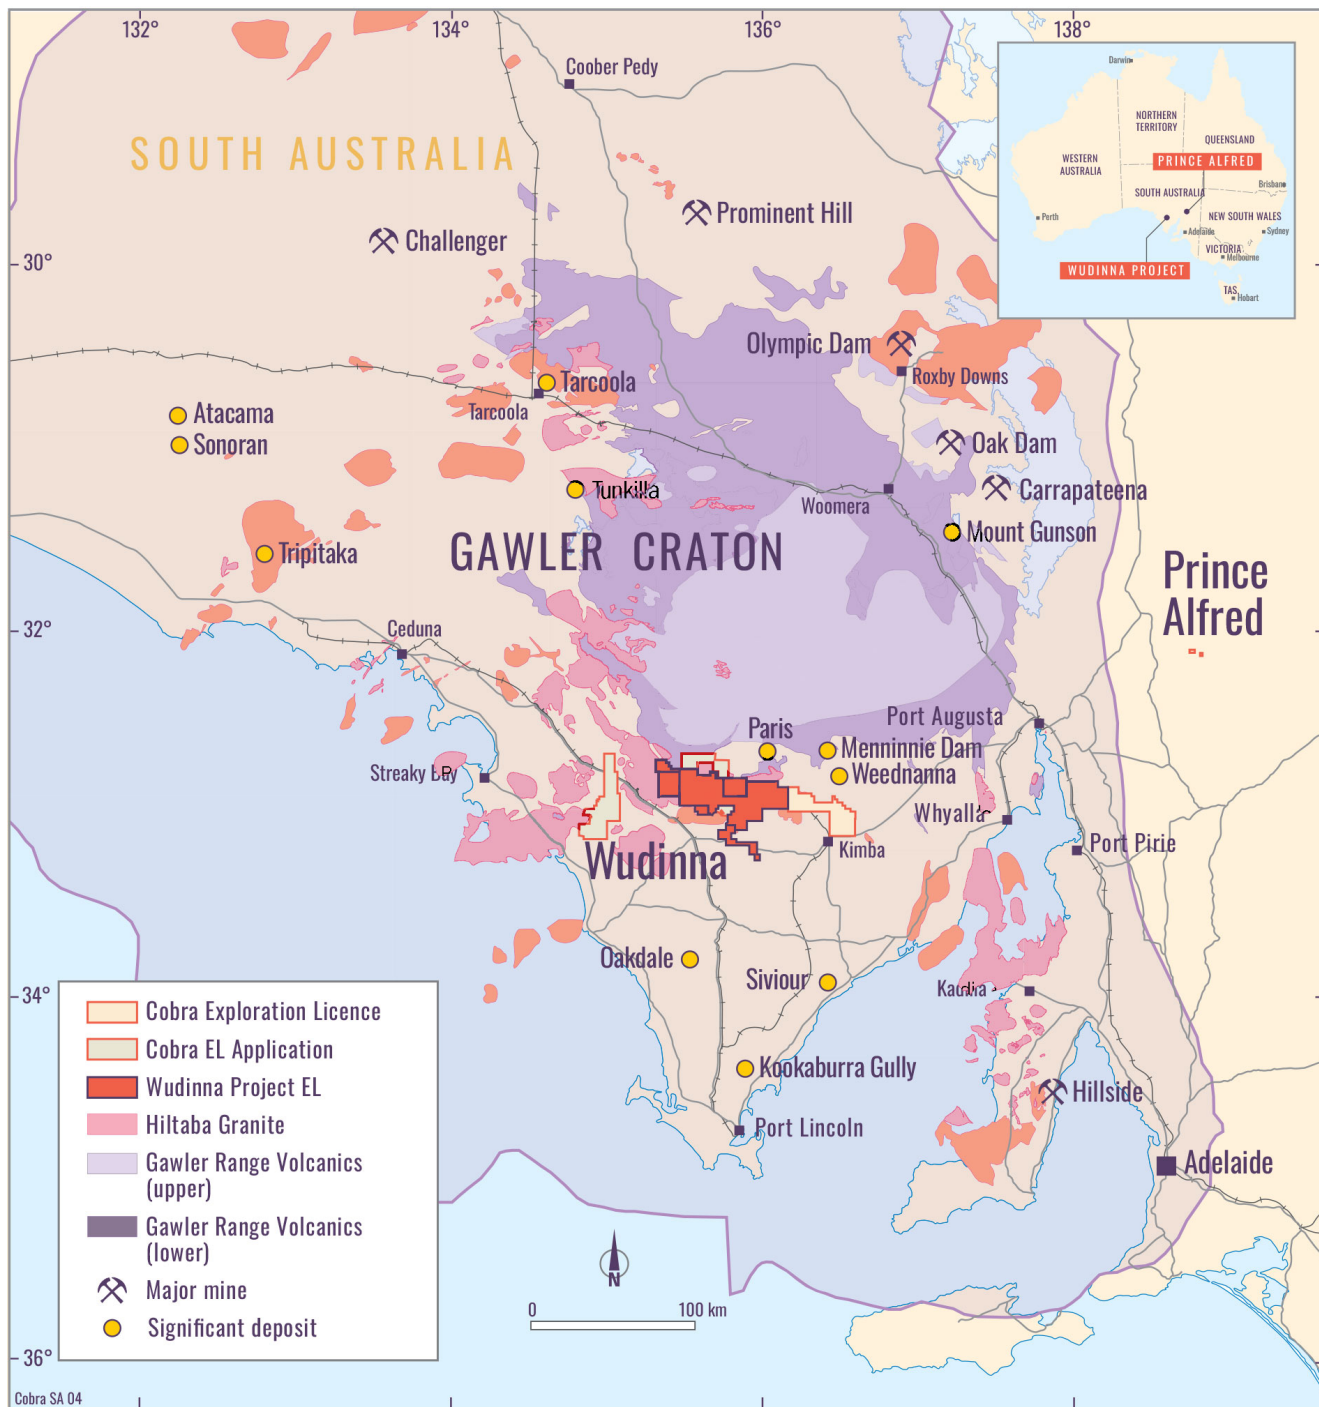 132°
134°
136°
138°
Coober Pedy
SOUTH AUSTRALIA
Prominent Hill
Challenger
30°
Olympic Dam
Roxby Downs
Tarcoola
Tarcoola
Atacama
Sonoran
Oak Dam
Tunkilla
Carrapateena
Woomera
Mount Gunson
GAWLER CRATON
Tripitaka
Prince
Alfred
32°
Ceduna
Port Augusta
Paris
Menninnie Dam
Weednanna
Streaky Bay
Whyalla
Kimba
Port Pirie
Wudinna
Oakdale
Siviour
Kadina
34°
Kookaburra Gully
Hillside
Port Lincoln
Adelaide
36°
Darwin
NORTHERN
TERRITORY
QUEENSLAND
WESTERN
AUSTRALIA
PRINCE ALFRED
SOUTH AUSTRALIA
Brisbane
Perth
NEW SOUTH WALES
Adelaide
Sydney
VICTORIA
Melbourne
WUDINNA PROJECT
TAS
Hobart
Cobra Exploration Licence
Cobra EL Application
Wudinna Project EL
Hiltaba Granite
Gawler Range Volcanics
(upper)
Gawler Range Volcanics
(lower)
Major mine
Significant deposit
N
0 100 km
Cobra SA 04